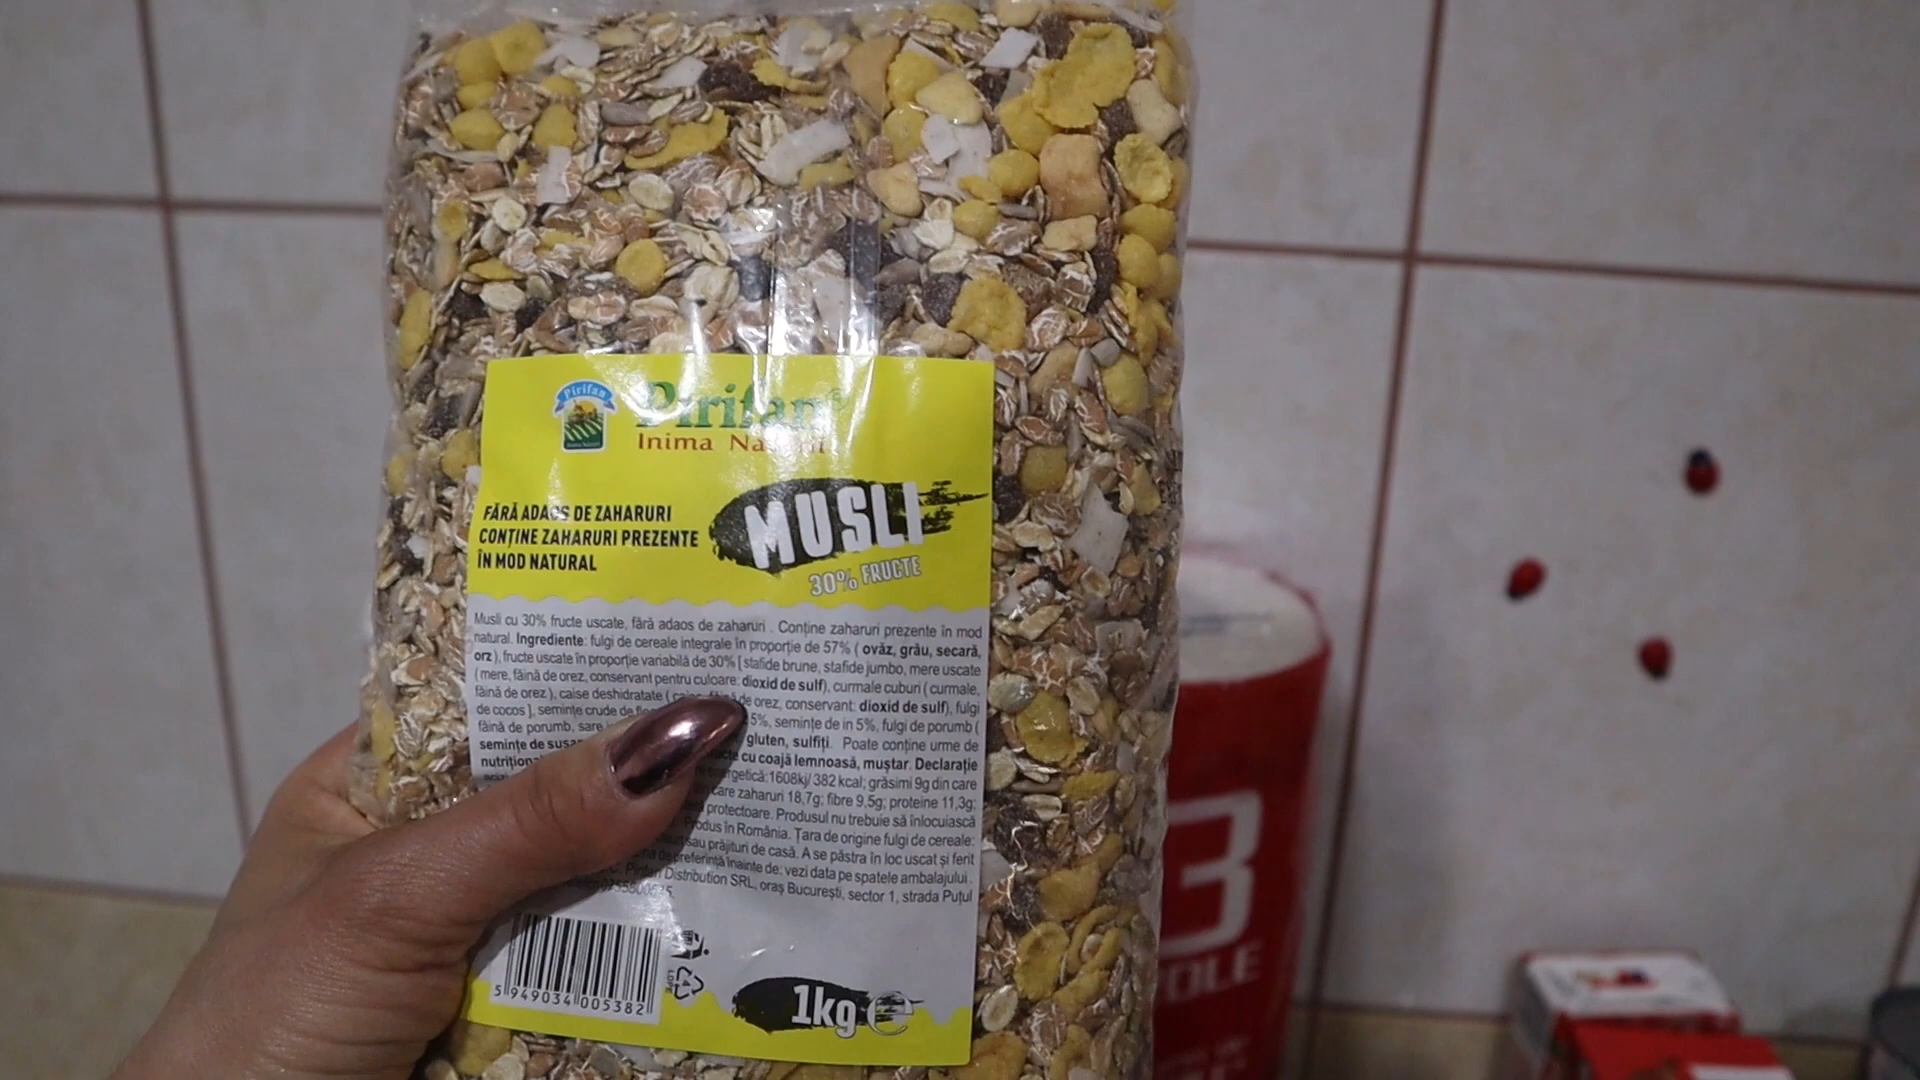 Pirifan
Pirifan®
Inima
FĂRĂ ADAOS DE ZAHARURI
CONȚINE ZAHARURI PREZENTE
ÎN MOD NATURAL
MUSLI
30% FRUCTE
Musli cu 30% fructe uscate, fără adaos de zaharuri . Conține zaharuri prezente în mod
natural. Ingrediente: fulgi de cereale integrale în proporție de 57% ( ovăz, grâu, secară,
orz ), fructe uscate în proporție variabilă de 30% [ stafide brune, stafide jumbo, mere uscate
( mere, făină de orez, conservant pentru culoare: dioxid de sulf), curmale cuburi ( curmale,
făină de orez ), caise deshidratate ( de orez, conservant: dioxid de sulf), fulgi
de cocos ], semințe crude de 5%, semințe de in 5%, fulgi de porumb (
făină de porumb, sare gluten, sulfiți. Poate conține urme de
semințe de cu coajă lemnoasă, muștar. Declarație
1608kj/ 382 kcal; grăsimi 9g din care
care zaharuri 18,7g; fibre 9,5g; proteine 11,3g;
protectoare. Produsul nu trebuie să înlocuiască
Produs în România. Țara de origine fulgi de cereale:
sau prăjituri de casă. A se păstra în loc uscat și ferit
de preferință înainte de: vezi data pe spatele ambalajului.
Pirifan Distribution SRL, oraș București, sector 1, strada Puțul
5 949034 005382
4
LDPE
1kg e
3